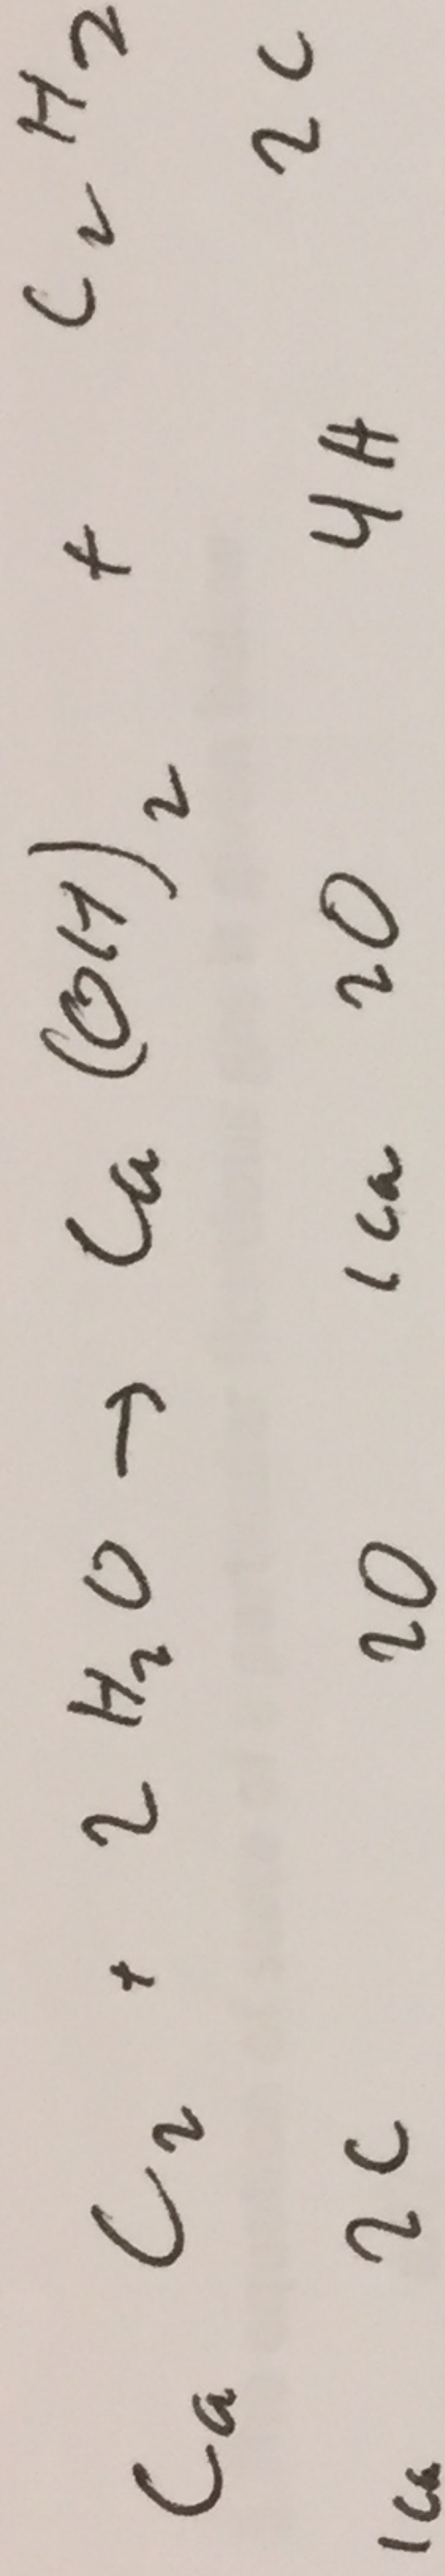 Ca C₂ + 2 H₂O → Ca (OH)₂ + C₂ H₂
1Ca 2C 2O 1Ca 2O 4H 2C